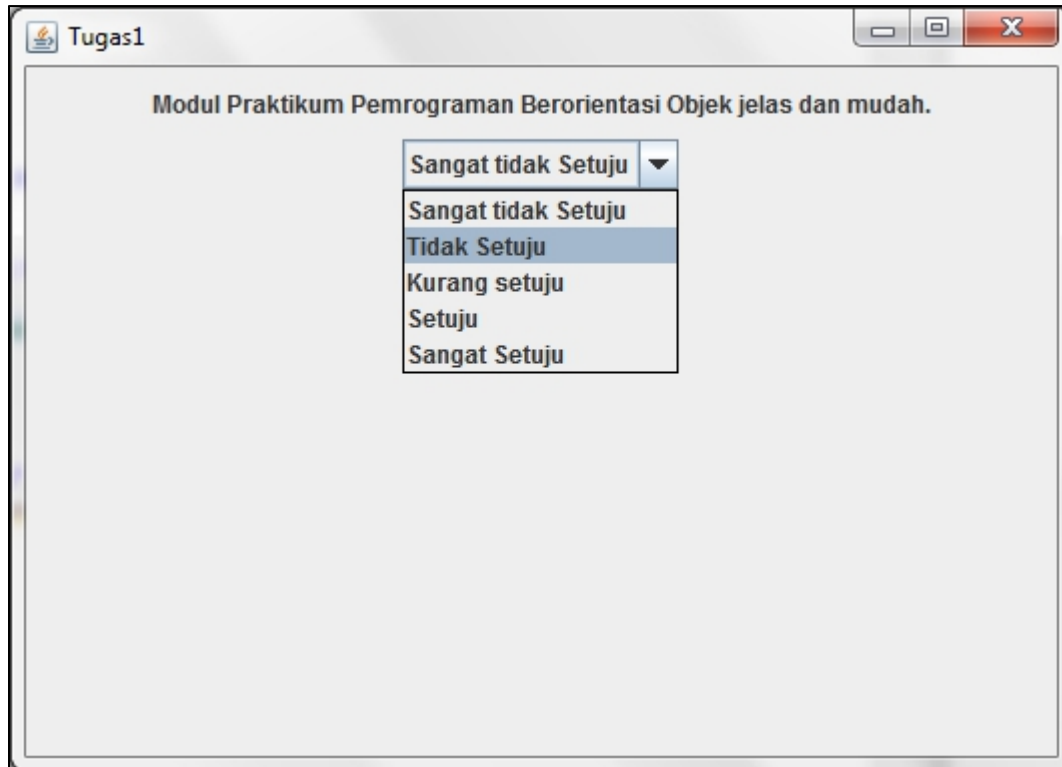 Tugas1
Modul Praktikum Pemrograman Berorientasi Objek jelas dan mudah.
Sangat tidak Setuju
Sangat tidak Setuju
Tidak Setuju
Kurang setuju
Setuju
Sangat Setuju